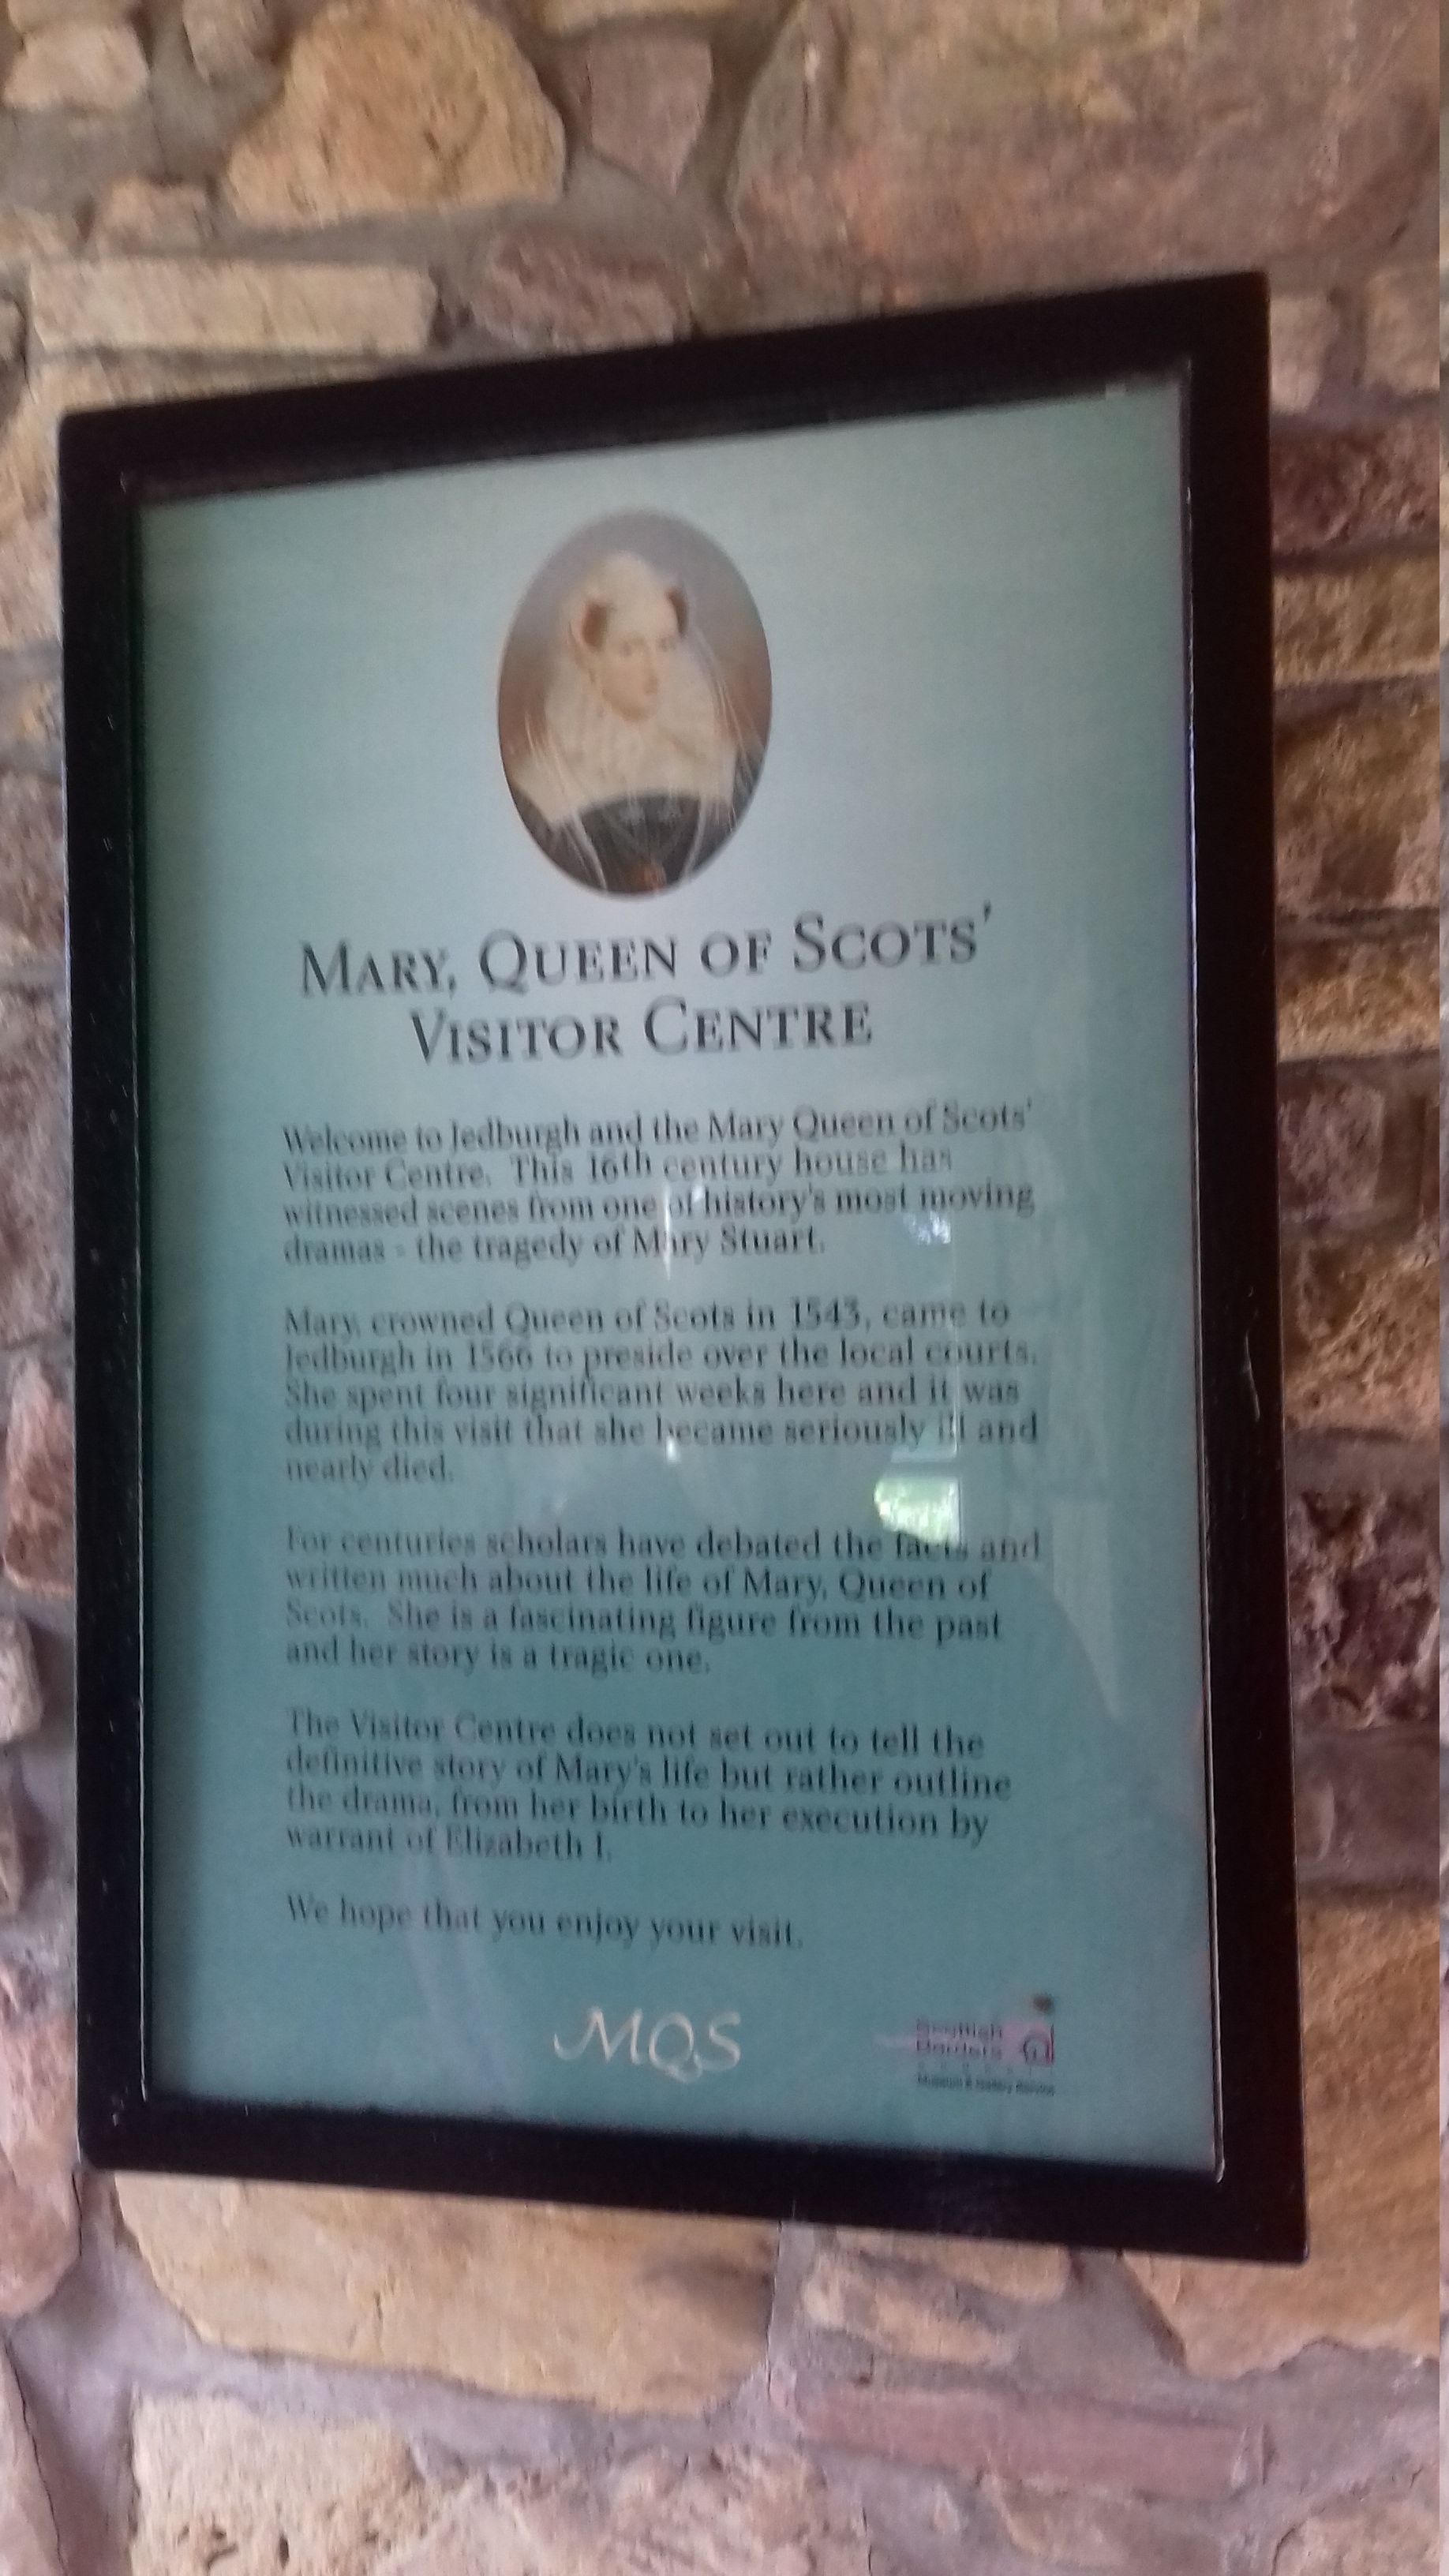 MARY, QUEEN OF SCOTS'
VISITOR CENTRE
Welcome to Jedburgh and the Mary Queen of Scots'
Visitor Centre. This 16th century house has
witnessed scenes from one of history's most moving
dramas - the tragedy of Mary Stuart.
Mary, crowned Queen of Scots in 1543, came to
Jedburgh in 1566 to preside over the local courts.
She spent four significant weeks here and it was
during this visit that she became seriously ill and
nearly died.
For centuries scholars have debated the facts and
written much about the life of Mary, Queen of
Scots. She is a fascinating figure from the past
and her story is a tragic one.
The Visitor Centre does not set out to tell the
definitive story of Mary's life but rather outline
the drama, from her birth to her execution by
warrant of Elizabeth I.
We hope that you enjoy your visit.
MQS
Scottish
Borders
Museum & Gallery Service